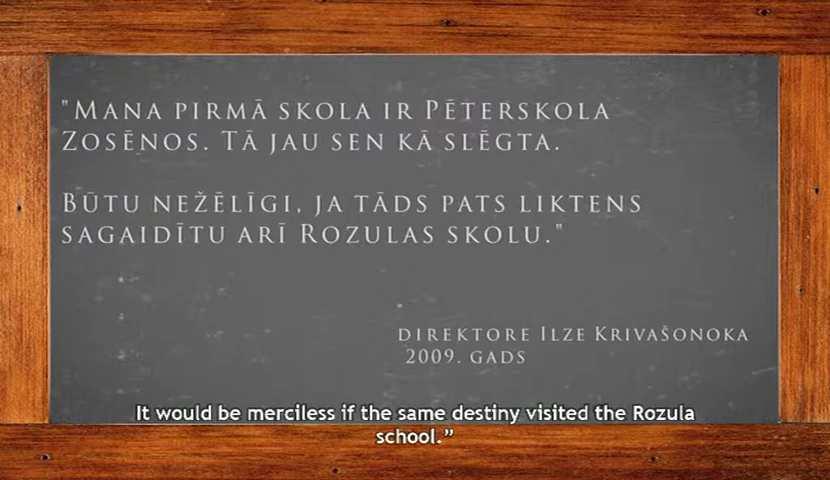 "Mana pirmā skola ir Pēterskola
Zosēnos. Tā jau sen kā slēgta.
Būtu nežēlīgi, ja tāds pats liktens
sagaidītu arī Rozulas skolu."
direktore Ilze Krivašonoka
2009. gads
It would be merciless if the same destiny visited the Rozula
school.”